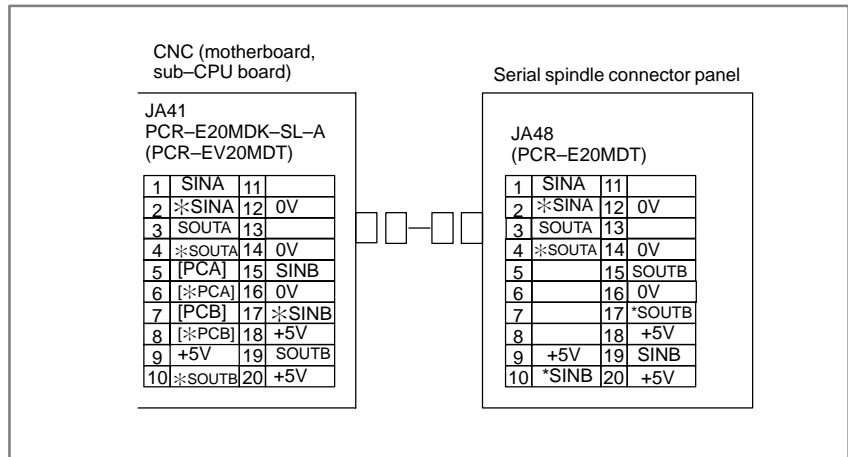 CNC (motherboard,
sub–CPU board)
JA41
PCR–E20MDK–SL–A
(PCR–EV20MDT)
1 SINA 11
2 ✳SINA 12 0V
3 SOUTA 13
4 ✳SOUTA 14 0V
5 [PCA] 15 SINB
6 [✳PCA] 16 0V
7 [PCB] 17 ✳SINB
8 [✳PCB] 18 +5V
9 +5V 19 SOUTB
10 ✳SOUTB 20 +5V
Serial spindle connector panel
JA48
(PCR–E20MDT)
1 SINA 11
2 ✳SINA 12 0V
3 SOUTA 13
4 ✳SOUTA 14 0V
5 15 SOUTB
6 16 0V
7 17 *SOUTB
8 18 +5V
9 +5V 19 SINB
10 *SINB 20 +5V